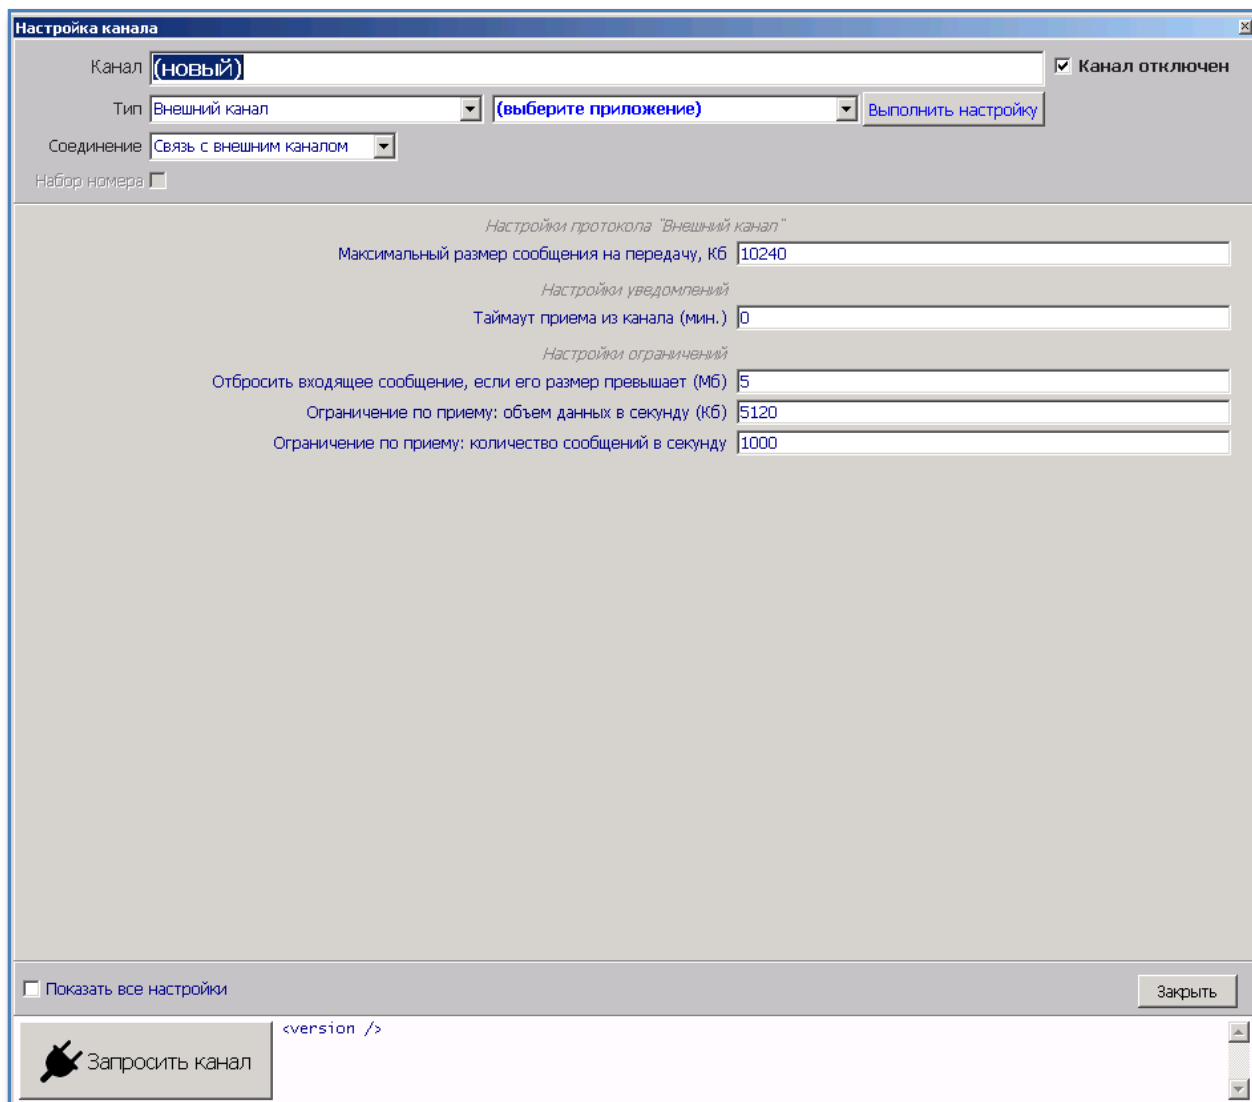 Настройка канала
Канал (новый) Канал отключен
Тип Внешний канал (выберите приложение) Выполнить настройку
Соединение Связь с внешним каналом
Набор номера
Настройки протокола "Внешний канал"
Максимальный размер сообщения на передачу, Кб 10240
Настройки уведомлений
Таймаут приема из канала (мин.) 0
Настройки ограничений
Отбросить входящее сообщение, если его размер превышает (Мб) 5
Ограничение по приему: объем данных в секунду (Кб) 5120
Ограничение по приему: количество сообщений в секунду 1000
Показать все настройки Закрыть
<version />
Запросить канал